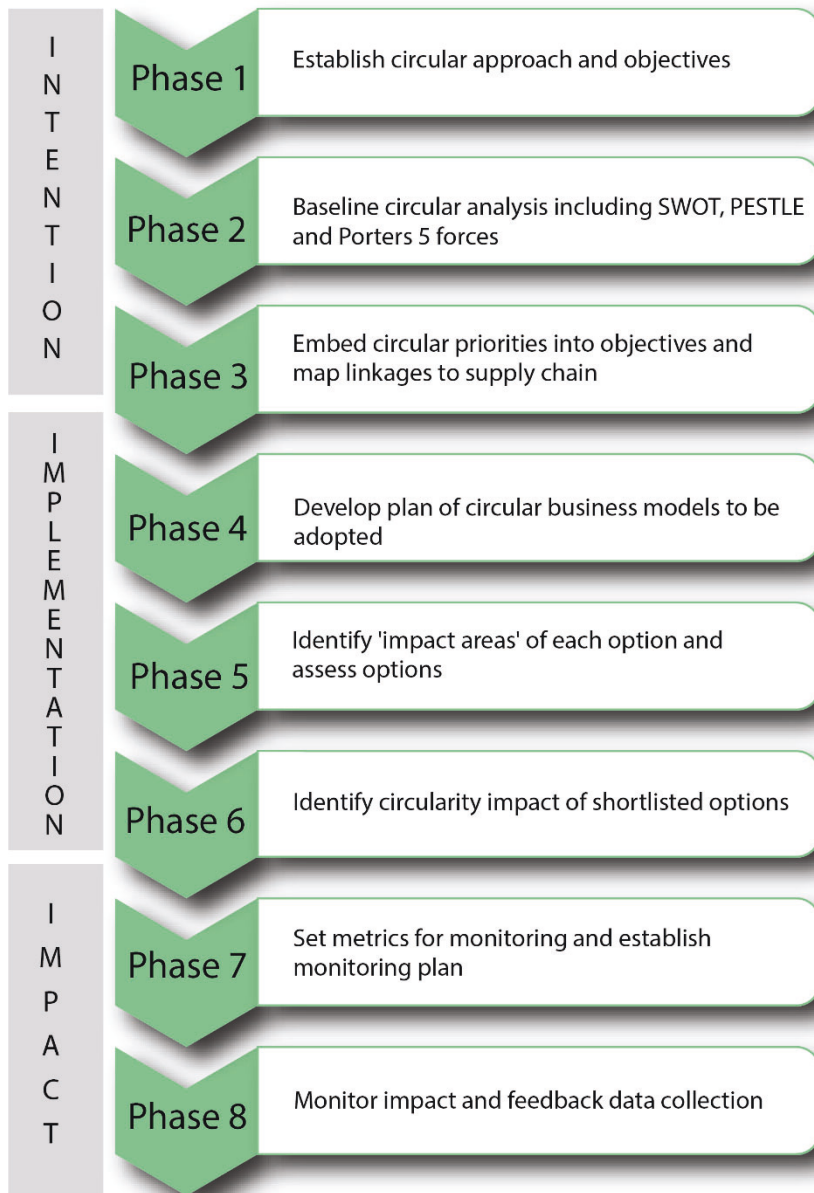 INTENTION
Phase 1
Establish circular approach and objectives
Phase 2
Baseline circular analysis including SWOT, PESTLE
and Porters 5 forces
Phase 3
Embed circular priorities into objectives and
map linkages to supply chain
IMPLEMENTATION
Phase 4
Develop plan of circular business models to be
adopted
Phase 5
Identify 'impact areas' of each option and
assess options
Phase 6
Identify circularity impact of shortlisted options
IMPACT
Phase 7
Set metrics for monitoring and establish
monitoring plan
Phase 8
Monitor impact and feedback data collection